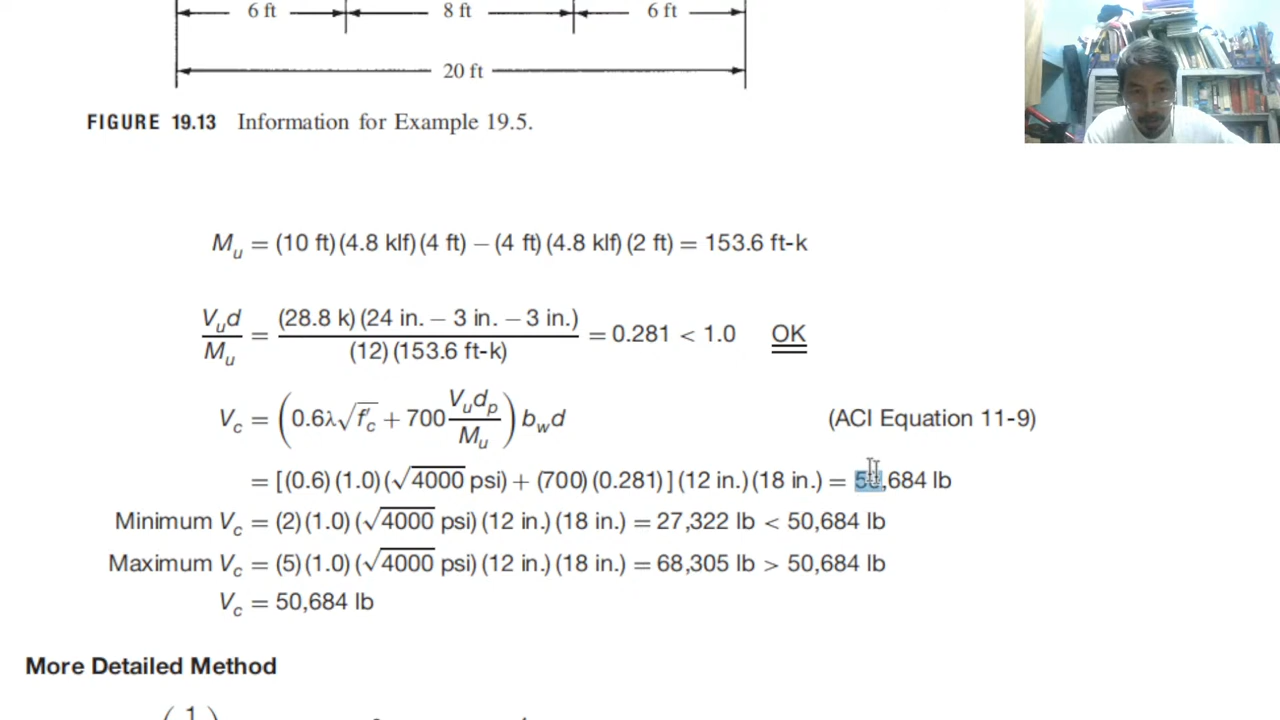 6 ft 8 ft 6 ft
20 ft
FIGURE 19.13 Information for Example 19.5.
M_u = (10 ft)(4.8 klf)(4 ft) − (4 ft)(4.8 klf)(2 ft) = 153.6 ft-k
V_u d / M_u = (28.8 k)(24 in. − 3 in. − 3 in.) / (12)(153.6 ft-k) = 0.281 < 1.0 OK
V_c = (0.6λ√f′_c + 700 V_u d_p / M_u) b_w d (ACI Equation 11-9)
= [(0.6)(1.0)(√4000 psi) + (700)(0.281)](12 in.)(18 in.) = 50,684 lb
Minimum V_c = (2)(1.0)(√4000 psi)(12 in.)(18 in.) = 27,322 lb < 50,684 lb
Maximum V_c = (5)(1.0)(√4000 psi)(12 in.)(18 in.) = 68,305 lb > 50,684 lb
V_c = 50,684 lb
More Detailed Method